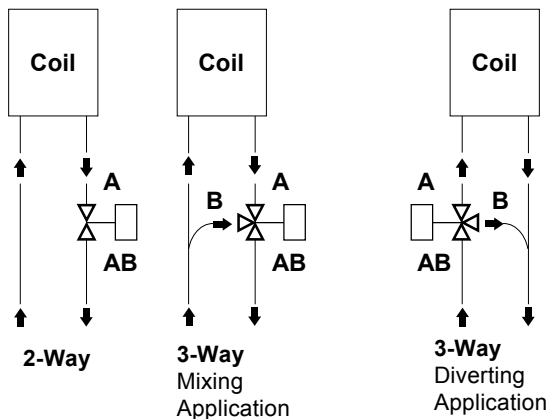 Coil
A
AB
2-Way
Coil
A
B
AB
3-Way
Mixing
Application
Coil
A
B
AB
3-Way
Diverting
Application